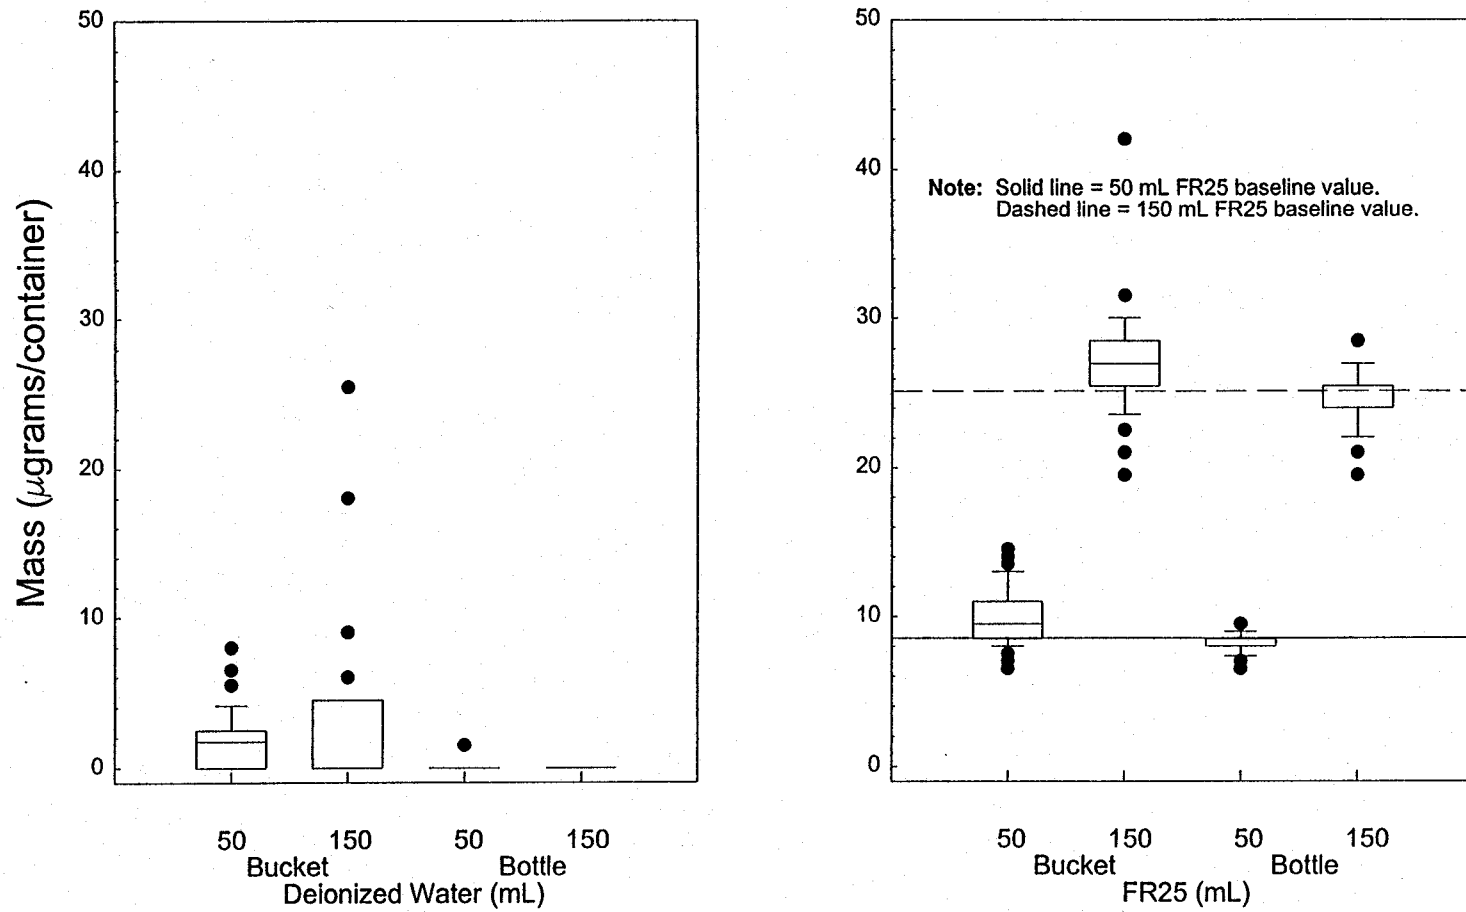 Mass (µgrams/container)
50
40
30
20
10
0
50 150 50 150
Bucket Bottle
Deionized Water (mL)
50
40
30
20
10
0
Note: Solid line = 50 mL FR25 baseline value.
Dashed line = 150 mL FR25 baseline value.
50 150 50 150
Bucket Bottle
FR25 (mL)